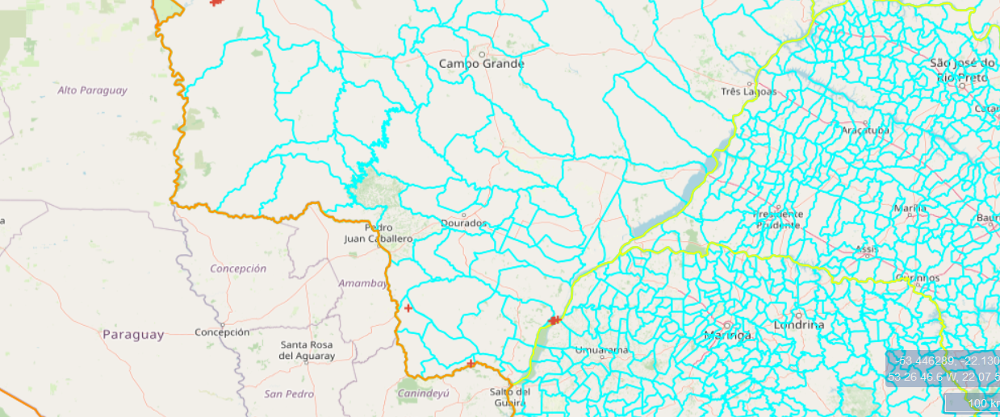 Campo Grande
São José do
Rio Preto
Alto Paraguay
Três Lagoas
Catan
Araçatuba
Marília
Presidente
Prudente
Bauru
a
Dourados
Pedro
Juan Caballero
Assis
Ourinhos
Concepción
Amambay
Londrina
Maringá
Paraguay
Concepción
Santa Rosa
del Aguaray
Umuarama
-53.446289, -22.130
53 26 46.6 W, 22 07 5
San Pedro
Canindeyú
Salto del
Guairá
100 km